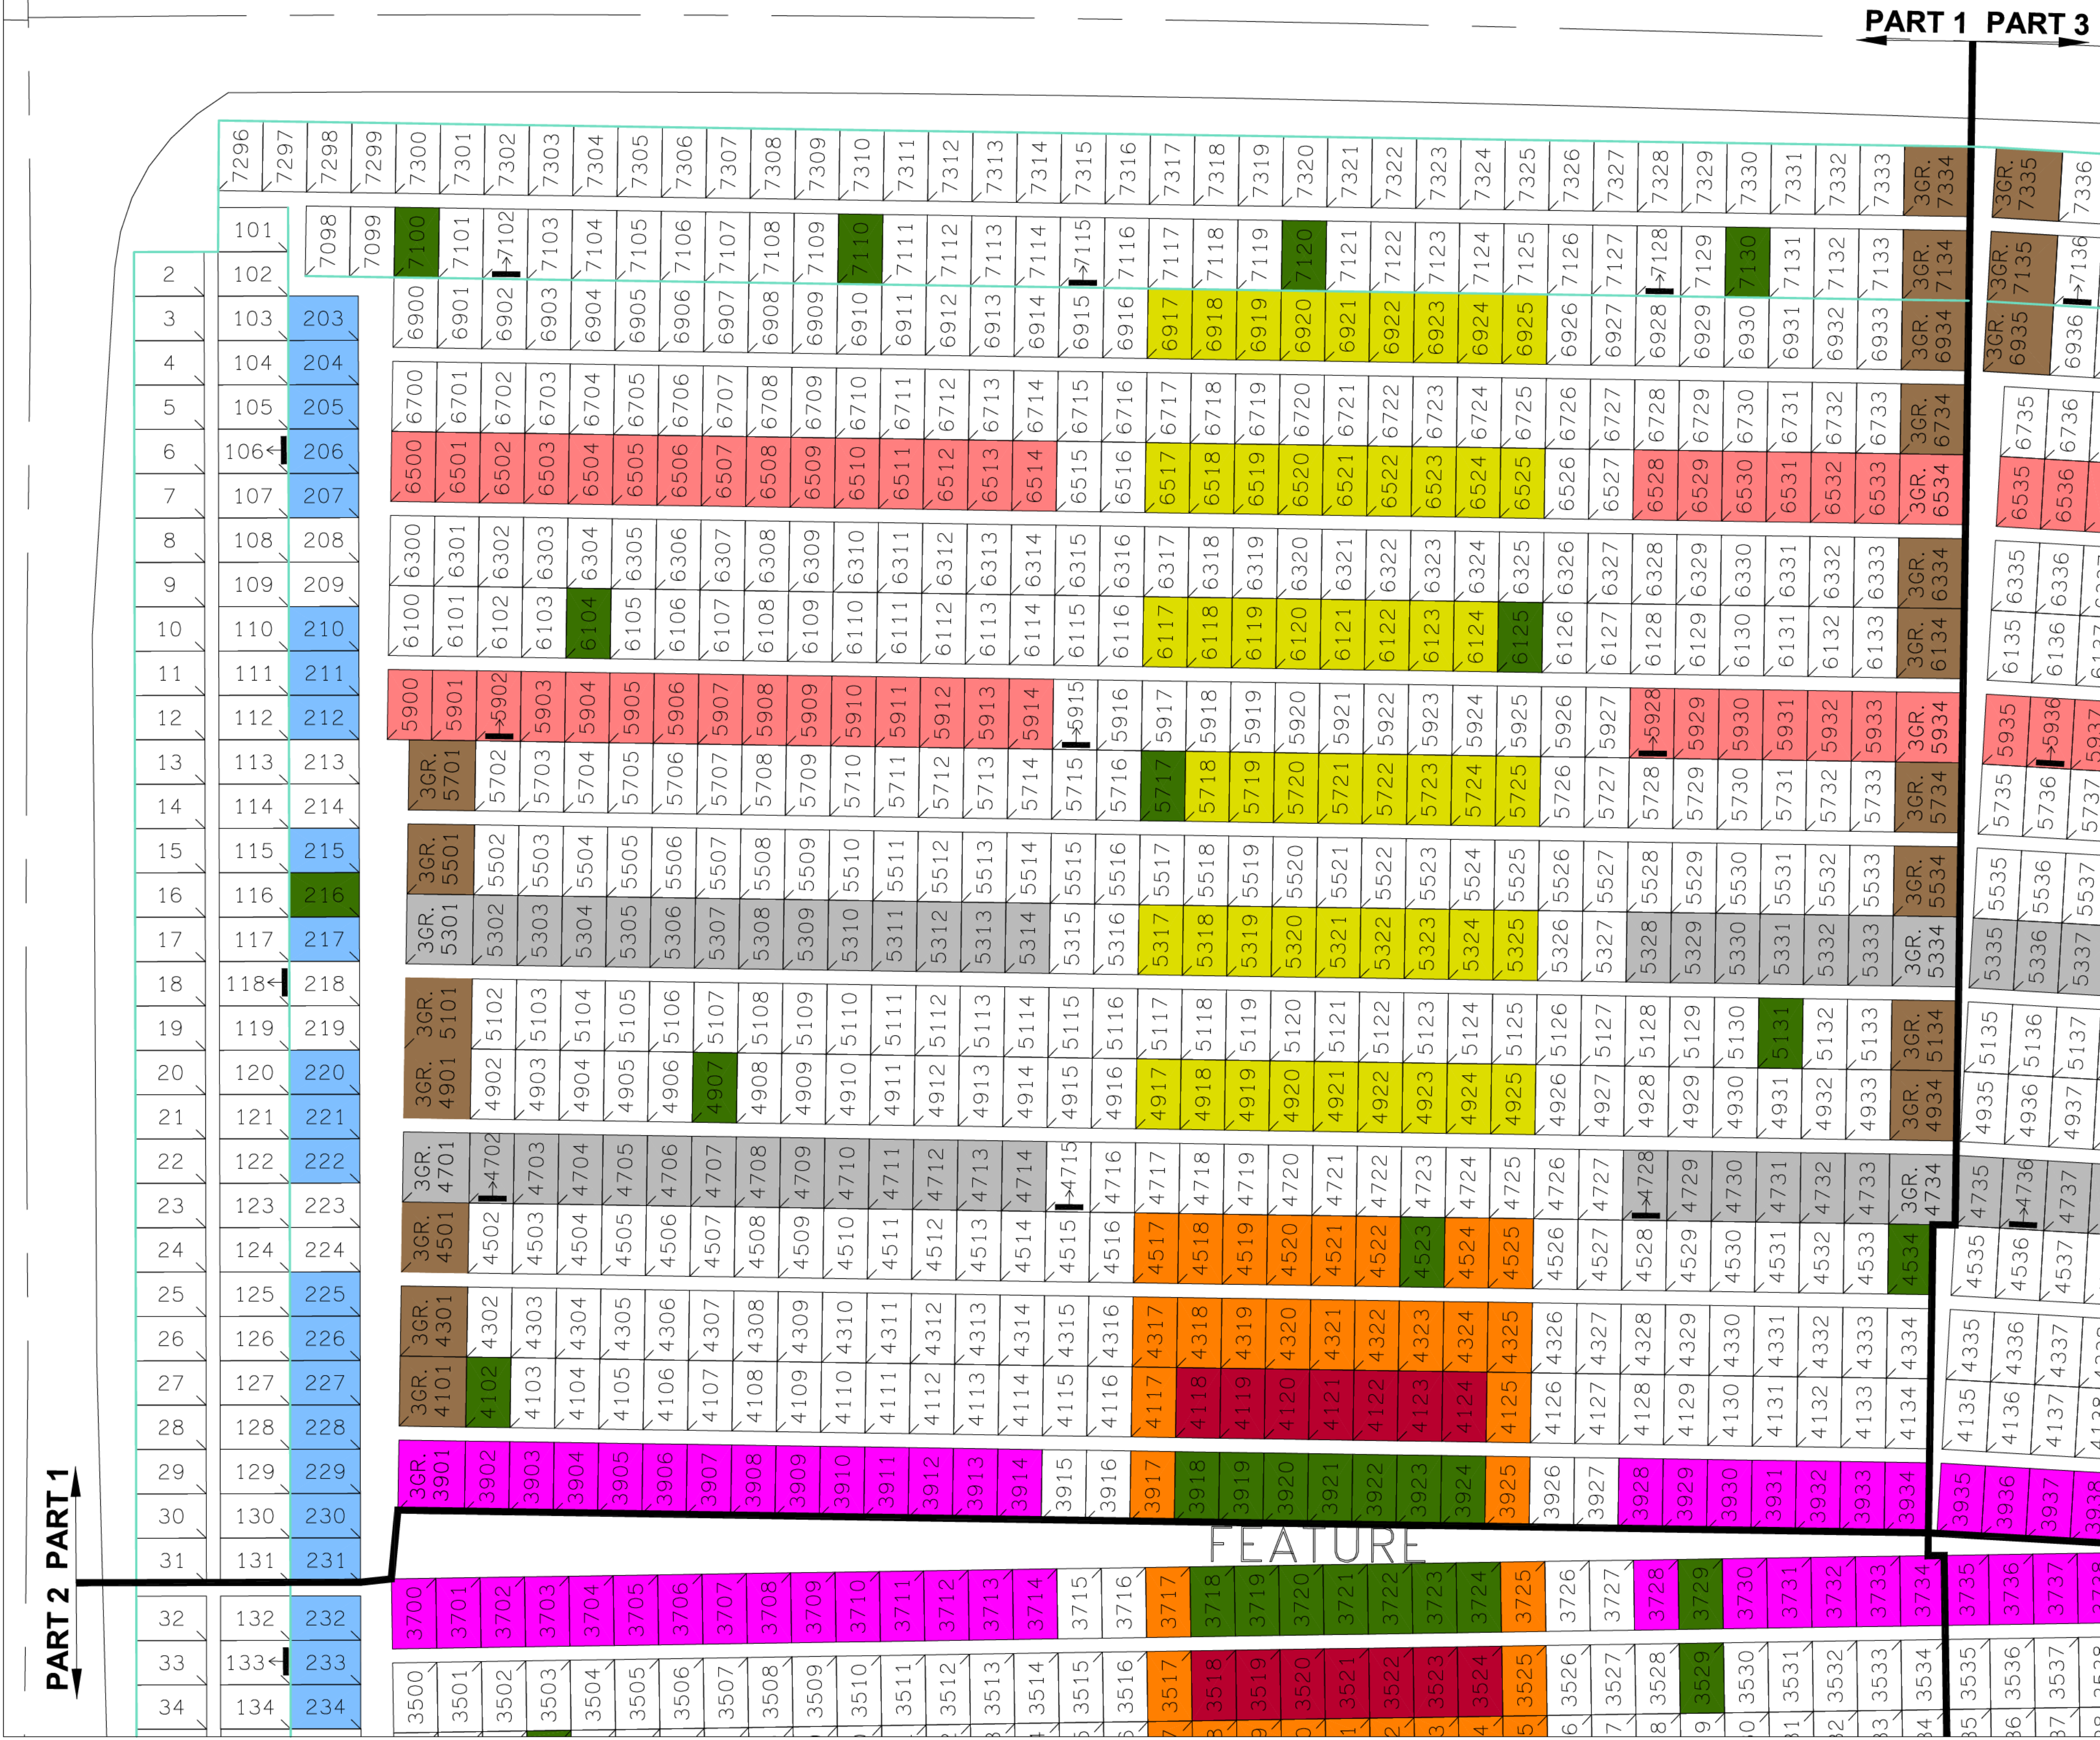 PART 1 PART 3
7296 7297 7298 7299 7300 7301 7302 7303 7304 7305 7306 7307 7308 7309 7310 7311 7312 7313 7314 7315 7316 7317 7318 7319 7320 7321 7322 7323 7324 7325 7326 7327 7328 7329 7330 7331 7332 7333 3GR. 7334 3GR. 7335 7336
101 7098 7099 7100 7101 7102 7103 7104 7105 7106 7107 7108 7109 7110 7111 7112 7113 7114 7115 7116 7117 7118 7119 7120 7121 7122 7123 7124 7125 7126 7127 7128 7129 7130 7131 7132 7133 3GR. 7134 3GR. 7135 7136
2 102
3 103 203 6900 6901 6902 6903 6904 6905 6906 6907 6908 6909 6910 6911 6912 6913 6914 6915 6916 6917 6918 6919 6920 6921 6922 6923 6924 6925 6926 6927 6928 6929 6930 6931 6932 6933 3GR. 6934 3GR. 6935 6936
4 104 204
5 105 205 6700 6701 6702 6703 6704 6705 6706 6707 6708 6709 6710 6711 6712 6713 6714 6715 6716 6717 6718 6719 6720 6721 6722 6723 6724 6725 6726 6727 6728 6729 6730 6731 6732 6733 3GR. 6734 6735 6736
6 106 206
7 107 207 6500 6501 6502 6503 6504 6505 6506 6507 6508 6509 6510 6511 6512 6513 6514 6515 6516 6517 6518 6519 6520 6521 6522 6523 6524 6525 6526 6527 6528 6529 6530 6531 6532 6533 3GR. 6534 6535 6536
8 108 208 6300 6301 6302 6303 6304 6305 6306 6307 6308 6309 6310 6311 6312 6313 6314 6315 6316 6317 6318 6319 6320 6321 6322 6323 6324 6325 6326 6327 6328 6329 6330 6331 6332 6333 3GR. 6334 6335 6336
9 109 209
10 110 210 6100 6101 6102 6103 6104 6105 6106 6107 6108 6109 6110 6111 6112 6113 6114 6115 6116 6117 6118 6119 6120 6121 6122 6123 6124 6125 6126 6127 6128 6129 6130 6131 6132 6133 3GR. 6134 6135 6136
11 111 211
12 112 212 5900 5901 5902 5903 5904 5905 5906 5907 5908 5909 5910 5911 5912 5913 5914 5915 5916 5917 5918 5919 5920 5921 5922 5923 5924 5925 5926 5927 5928 5929 5930 5931 5932 5933 3GR. 5934 5935 5936 5937
13 113 213 3GR. 5701 5702 5703 5704 5705 5706 5707 5708 5709 5710 5711 5712 5713 5714 5715 5716 5717 5718 5719 5720 5721 5722 5723 5724 5725 5726 5727 5728 5729 5730 5731 5732 5733 3GR. 5734 5735 5736 5737
14 114 214
15 115 215 3GR. 5501 5502 5503 5504 5505 5506 5507 5508 5509 5510 5511 5512 5513 5514 5515 5516 5517 5518 5519 5520 5521 5522 5523 5524 5525 5526 5527 5528 5529 5530 5531 5532 5533 3GR. 5534 5535 5536 5537
16 116 216
17 117 217 3GR. 5301 5302 5303 5304 5305 5306 5307 5308 5309 5310 5311 5312 5313 5314 5315 5316 5317 5318 5319 5320 5321 5322 5323 5324 5325 5326 5327 5328 5329 5330 5331 5332 5333 3GR. 5334 5335 5336 5337
18 118 218
19 119 219 3GR. 5101 5102 5103 5104 5105 5106 5107 5108 5109 5110 5111 5112 5113 5114 5115 5116 5117 5118 5119 5120 5121 5122 5123 5124 5125 5126 5127 5128 5129 5130 5131 5132 5133 3GR. 5134 5135 5136 5137
20 120 220 3GR. 4901 4902 4903 4904 4905 4906 4907 4908 4909 4910 4911 4912 4913 4914 4915 4916 4917 4918 4919 4920 4921 4922 4923 4924 4925 4926 4927 4928 4929 4930 4931 4932 4933 3GR. 4934 4935 4936 4937
21 121 221
22 122 222 3GR. 4701 4702 4703 4704 4705 4706 4707 4708 4709 4710 4711 4712 4713 4714 4715 4716 4717 4718 4719 4720 4721 4722 4723 4724 4725 4726 4727 4728 4729 4730 4731 4732 4733 3GR. 4734 4735 4736 4737
23 123 223
24 124 224 3GR. 4501 4502 4503 4504 4505 4506 4507 4508 4509 4510 4511 4512 4513 4514 4515 4516 4517 4518 4519 4520 4521 4522 4523 4524 4525 4526 4527 4528 4529 4530 4531 4532 4533 4534 4535 4536 4537
25 125 225
26 126 226 3GR. 4301 4302 4303 4304 4305 4306 4307 4308 4309 4310 4311 4312 4313 4314 4315 4316 4317 4318 4319 4320 4321 4322 4323 4324 4325 4326 4327 4328 4329 4330 4331 4332 4333 4334 4335 4336 4337
27 127 227 3GR. 4101 4102 4103 4104 4105 4106 4107 4108 4109 4110 4111 4112 4113 4114 4115 4116 4117 4118 4119 4120 4121 4122 4123 4124 4125 4126 4127 4128 4129 4130 4131 4132 4133 4134 4135 4136 4137
28 128 228
29 129 229 3GR. 3901 3902 3903 3904 3905 3906 3907 3908 3909 3910 3911 3912 3913 3914 3915 3916 3917 3918 3919 3920 3921 3922 3923 3924 3925 3926 3927 3928 3929 3930 3931 3932 3933 3934 3935 3936 3937 3938
30 130 230
FEATURE
31 131 231
PART 2 PART 1
32 132 232 3700 3701 3702 3703 3704 3705 3706 3707 3708 3709 3710 3711 3712 3713 3714 3715 3716 3717 3718 3719 3720 3721 3722 3723 3724 3725 3726 3727 3728 3729 3730 3731 3732 3733 3734 3735 3736 3737
33 133 233
34 134 234 3500 3501 3502 3503 3504 3505 3506 3507 3508 3509 3510 3511 3512 3513 3514 3515 3516 3517 3518 3519 3520 3521 3522 3523 3524 3525 3526 3527 3528 3529 3530 3531 3532 3533 3534 3535 3536 3537